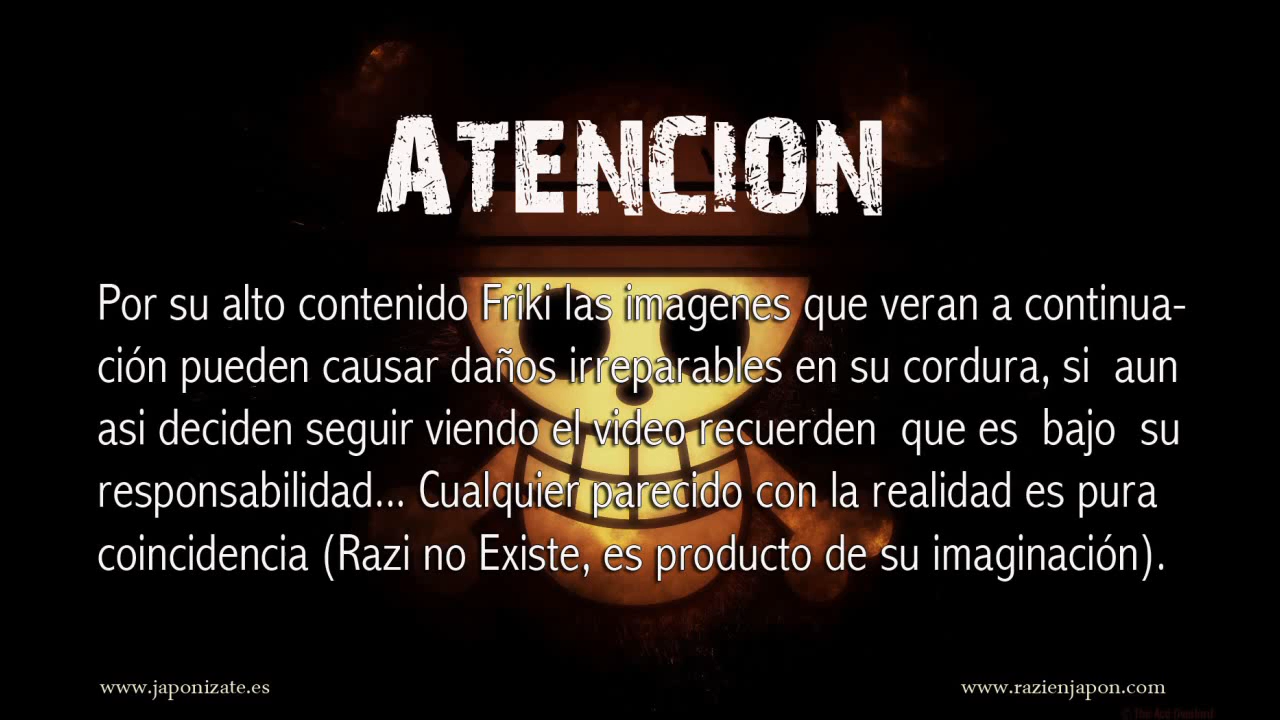 ATENCION
Por su alto contenido Friki las imagenes que veran a continua-
ción pueden causar daños irreparables en su cordura, si aun
asi deciden seguir viendo el video recuerden que es bajo su
responsabilidad... Cualquier parecido con la realidad es pura
coincidencia (Razi no Existe, es producto de su imaginación).
www.japonizate.es
www.razienjapon.com